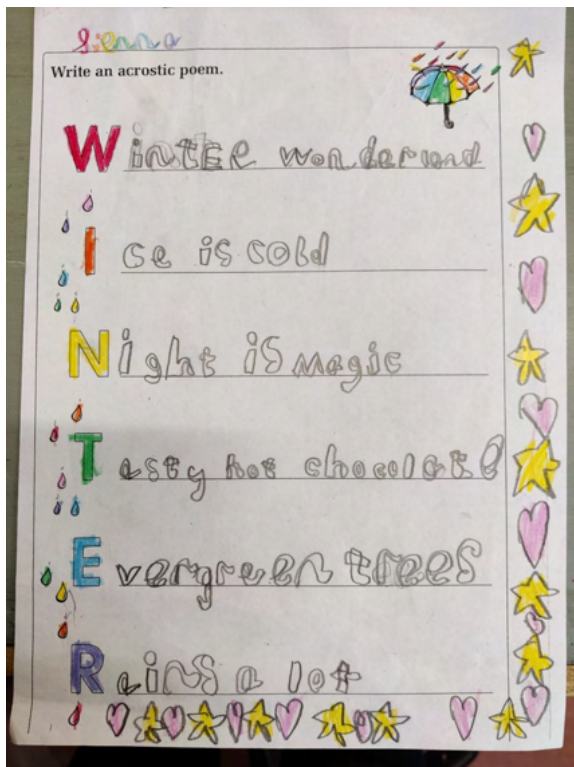 Sienna
Write an acrostic poem.
WintER wonderland
Ice is cold
Night is Magic
Tasty hot chocolate
Evergreen trees
Rains a lot